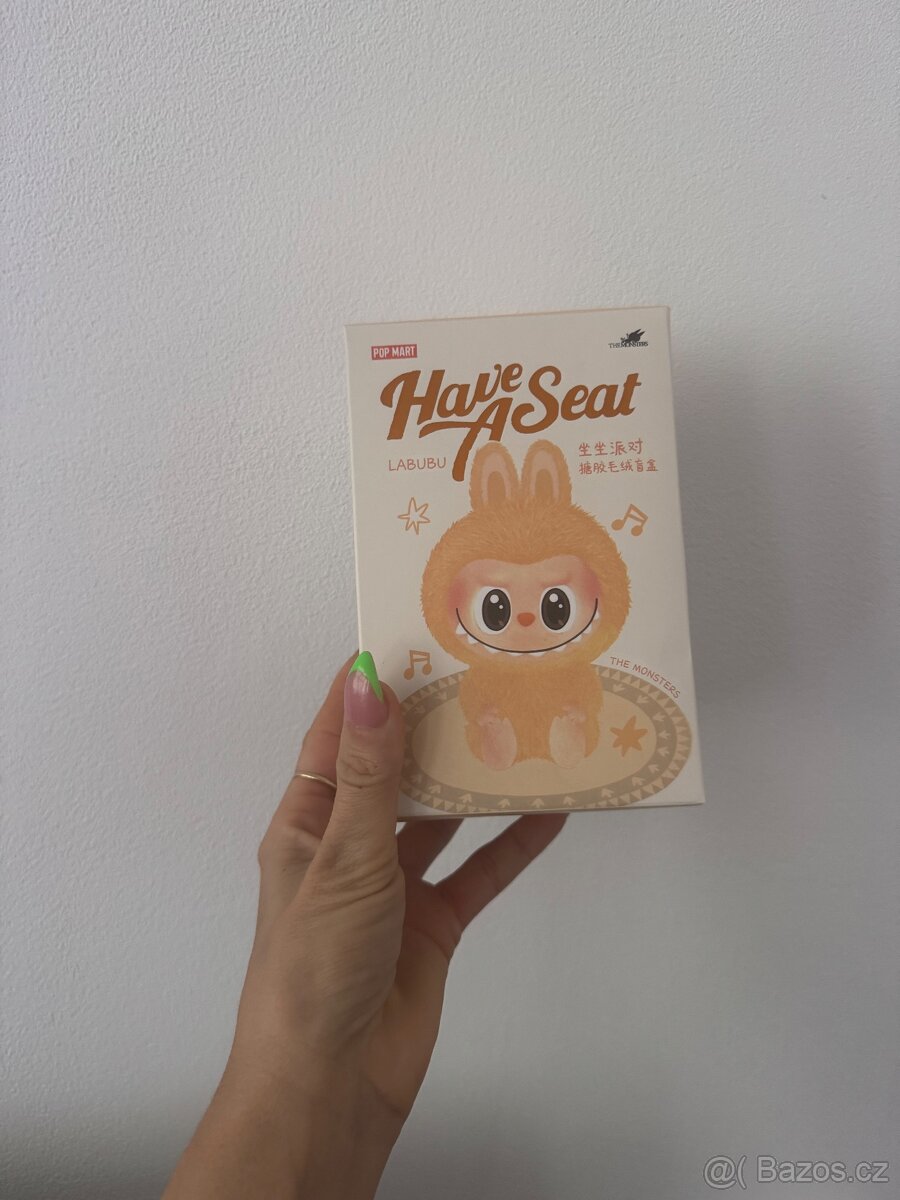 POP MART
THE MONSTERS
Have
A Seat
LABUBU
坐坐派对
搪胶毛绒盲盒
THE MONSTERS
@( Bazos.cz